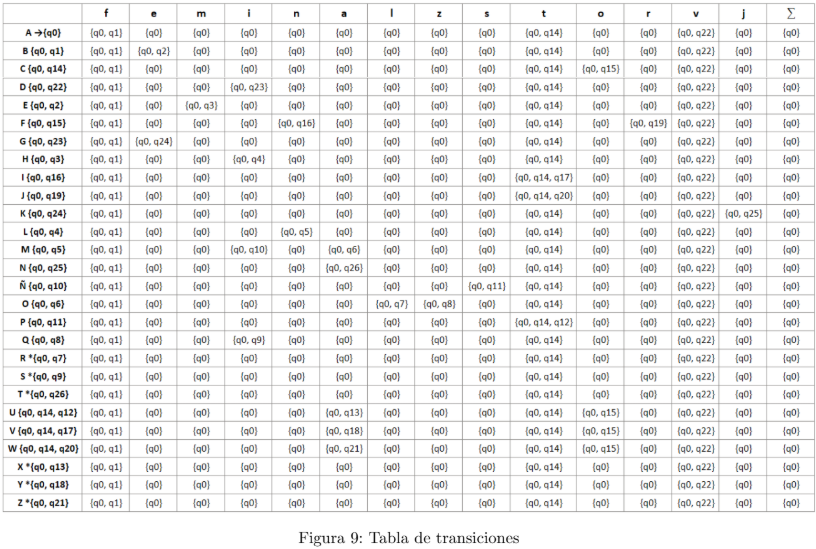 f e m i n a l z s t o r v j ∑
A →{q0} {q0, q1} {q0} {q0} {q0} {q0} {q0} {q0} {q0} {q0} {q0, q14} {q0} {q0} {q0, q22} {q0} {q0}
B {q0, q1} {q0, q1} {q0, q2} {q0} {q0} {q0} {q0} {q0} {q0} {q0} {q0, q14} {q0} {q0} {q0, q22} {q0} {q0}
C {q0, q14} {q0, q1} {q0} {q0} {q0} {q0} {q0} {q0} {q0} {q0} {q0, q14} {q0, q15} {q0} {q0, q22} {q0} {q0}
D {q0, q22} {q0, q1} {q0} {q0} {q0, q23} {q0} {q0} {q0} {q0} {q0} {q0, q14} {q0} {q0} {q0, q22} {q0} {q0}
E {q0, q2} {q0, q1} {q0} {q0, q3} {q0} {q0} {q0} {q0} {q0} {q0} {q0, q14} {q0} {q0} {q0, q22} {q0} {q0}
F {q0, q15} {q0, q1} {q0} {q0} {q0} {q0, q16} {q0} {q0} {q0} {q0} {q0, q14} {q0} {q0, q19} {q0, q22} {q0} {q0}
G {q0, q23} {q0, q1} {q0, q24} {q0} {q0} {q0} {q0} {q0} {q0} {q0} {q0, q14} {q0} {q0} {q0, q22} {q0} {q0}
H {q0, q3} {q0, q1} {q0} {q0} {q0, q4} {q0} {q0} {q0} {q0} {q0} {q0, q14} {q0} {q0} {q0, q22} {q0} {q0}
I {q0, q16} {q0, q1} {q0} {q0} {q0} {q0} {q0} {q0} {q0} {q0} {q0, q14, q17} {q0} {q0} {q0, q22} {q0} {q0}
J {q0, q19} {q0, q1} {q0} {q0} {q0} {q0} {q0} {q0} {q0} {q0} {q0, q14, q20} {q0} {q0} {q0, q22} {q0} {q0}
K {q0, q24} {q0, q1} {q0} {q0} {q0} {q0} {q0} {q0} {q0} {q0} {q0, q14} {q0} {q0} {q0, q22} {q0, q25} {q0}
L {q0, q4} {q0, q1} {q0} {q0} {q0} {q0, q5} {q0} {q0} {q0} {q0} {q0, q14} {q0} {q0} {q0, q22} {q0} {q0}
M {q0, q5} {q0, q1} {q0} {q0} {q0, q10} {q0} {q0, q6} {q0} {q0} {q0} {q0, q14} {q0} {q0} {q0, q22} {q0} {q0}
N {q0, q25} {q0, q1} {q0} {q0} {q0} {q0} {q0, q26} {q0} {q0} {q0} {q0, q14} {q0} {q0} {q0, q22} {q0} {q0}
Ñ {q0, q10} {q0, q1} {q0} {q0} {q0} {q0} {q0} {q0} {q0} {q0, q11} {q0, q14} {q0} {q0} {q0, q22} {q0} {q0}
O {q0, q6} {q0, q1} {q0} {q0} {q0} {q0} {q0} {q0, q7} {q0, q8} {q0} {q0, q14} {q0} {q0} {q0, q22} {q0} {q0}
P {q0, q11} {q0, q1} {q0} {q0} {q0} {q0} {q0} {q0} {q0} {q0} {q0, q14, q12} {q0} {q0} {q0, q22} {q0} {q0}
Q {q0, q8} {q0, q1} {q0} {q0} {q0, q9} {q0} {q0} {q0} {q0} {q0} {q0, q14} {q0} {q0} {q0, q22} {q0} {q0}
R *{q0, q7} {q0, q1} {q0} {q0} {q0} {q0} {q0} {q0} {q0} {q0} {q0, q14} {q0} {q0} {q0, q22} {q0} {q0}
S *{q0, q9} {q0, q1} {q0} {q0} {q0} {q0} {q0} {q0} {q0} {q0} {q0, q14} {q0} {q0} {q0, q22} {q0} {q0}
T *{q0, q26} {q0, q1} {q0} {q0} {q0} {q0} {q0} {q0} {q0} {q0} {q0, q14} {q0} {q0} {q0, q22} {q0} {q0}
U {q0, q14, q12} {q0, q1} {q0} {q0} {q0} {q0} {q0, q13} {q0} {q0} {q0} {q0, q14} {q0, q15} {q0} {q0, q22} {q0} {q0}
V {q0, q14, q17} {q0, q1} {q0} {q0} {q0} {q0} {q0, q18} {q0} {q0} {q0} {q0, q14} {q0, q15} {q0} {q0, q22} {q0} {q0}
W {q0, q14, q20} {q0, q1} {q0} {q0} {q0} {q0} {q0, q21} {q0} {q0} {q0} {q0, q14} {q0, q15} {q0} {q0, q22} {q0} {q0}
X *{q0, q13} {q0, q1} {q0} {q0} {q0} {q0} {q0} {q0} {q0} {q0} {q0, q14} {q0} {q0} {q0, q22} {q0} {q0}
Y *{q0, q18} {q0, q1} {q0} {q0} {q0} {q0} {q0} {q0} {q0} {q0} {q0, q14} {q0} {q0} {q0, q22} {q0} {q0}
Z *{q0, q21} {q0, q1} {q0} {q0} {q0} {q0} {q0} {q0} {q0} {q0} {q0, q14} {q0} {q0} {q0, q22} {q0} {q0}
Figura 9: Tabla de transiciones